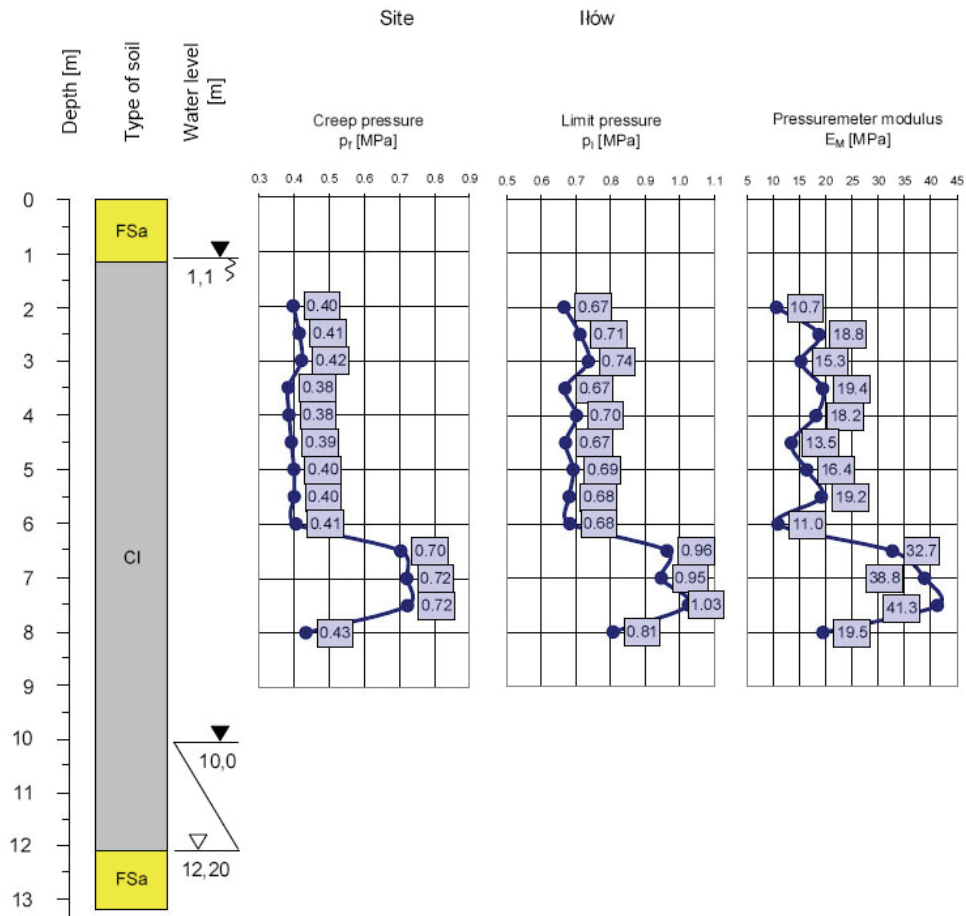 Site Iłów
Depth [m]
Type of soil
Water level
[m]
Creep pressure
pf [MPa]
Limit pressure
pl [MPa]
Pressuremeter modulus
EM [MPa]
0.3 0.4 0.5 0.6 0.7 0.8 0.9
0.5 0.6 0.7 0.8 0.9 1.0 1.1
5 10 15 20 25 30 35 40 45
0
FSa
1
1,1
2
0.40 0.67 10.7
0.41 0.71 18.8
3
0.42 0.74 15.3
0.38 0.67 19.4
4
0.38 0.70 18.2
0.39 0.67 13.5
5
0.40 0.69 16.4
0.40 0.68 19.2
6
0.41 0.68 11.0
CI
0.70 0.96 32.7
7
0.72 0.95 38.8
0.72 1.03 41.3
8
0.43 0.81 19.5
9
10
10,0
11
12
12,20
FSa
13